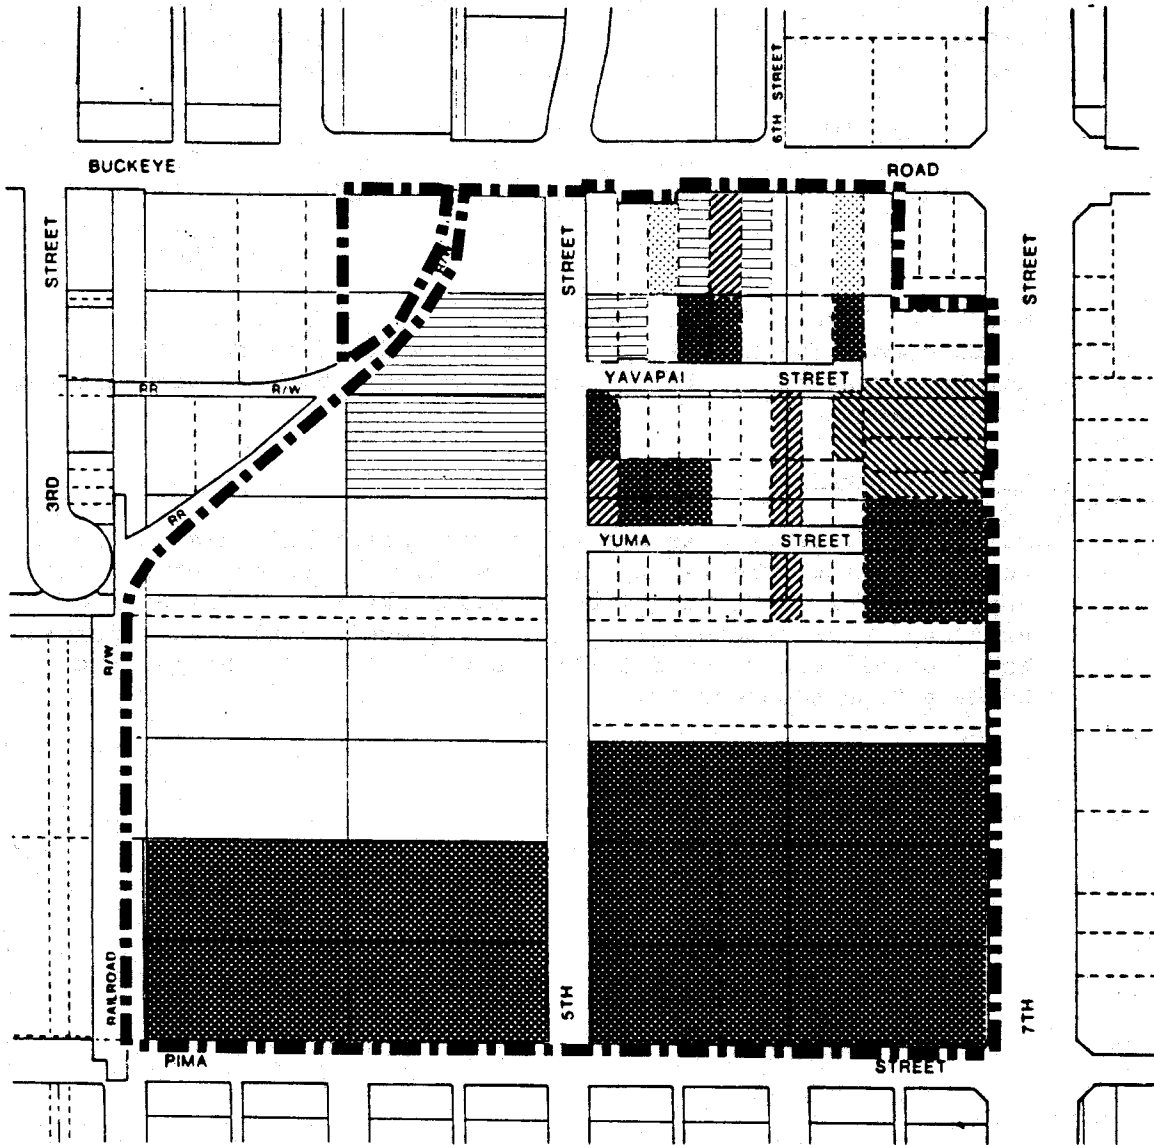 6TH STREET
BUCKEYE ROAD
STREET
STREET
STREET
YAVAPAI STREET
RR R/W
3RD
RR
YUMA STREET
R/W
RAILROAD
5TH
7TH
PIMA STREET